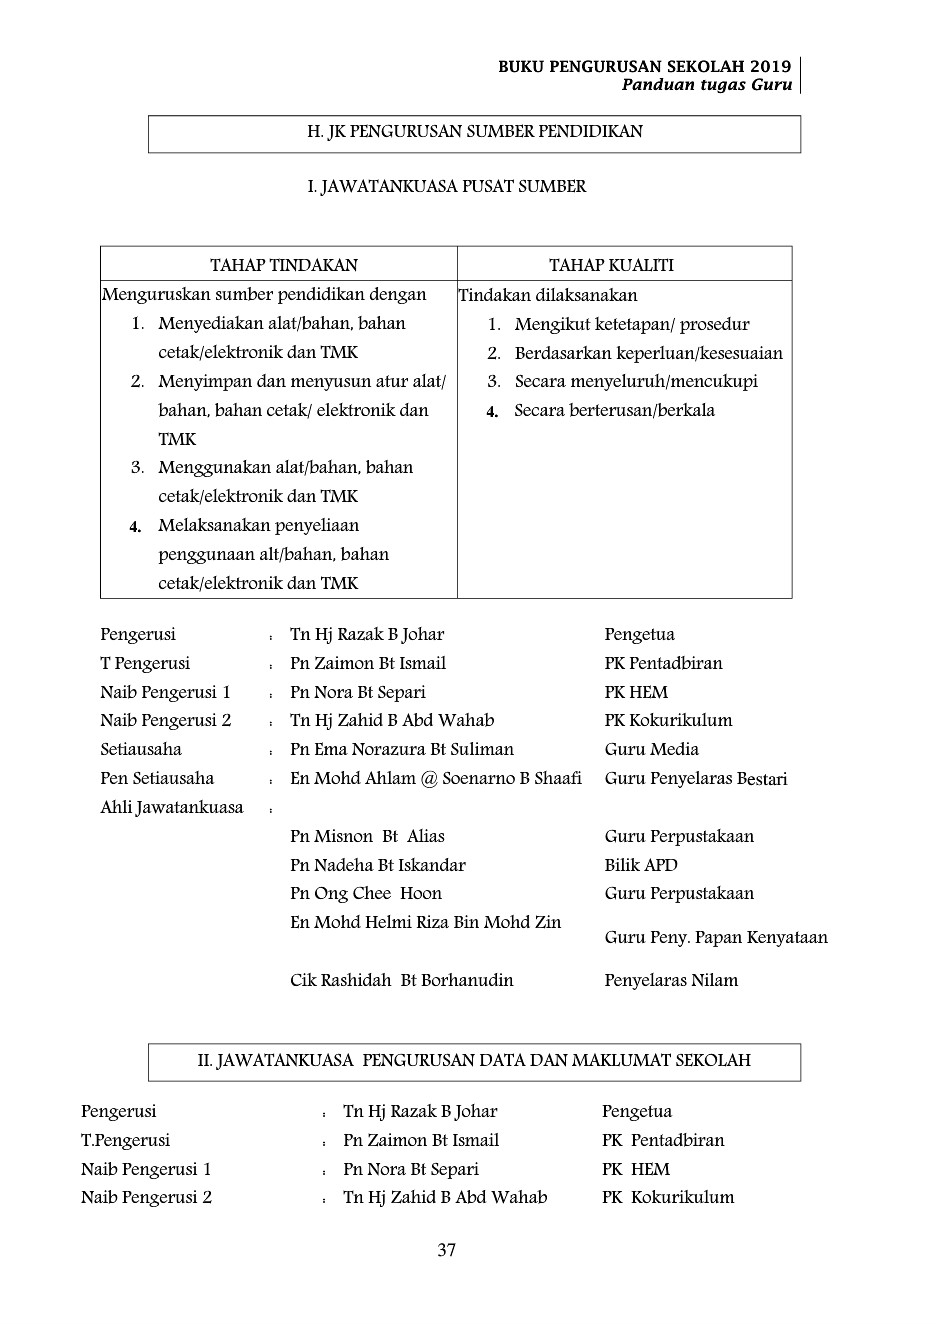 BUKU PENGURUSAN SEKOLAH 2019
Panduan tugas Guru
H. JK PENGURUSAN SUMBER PENDIDIKAN
I. JAWATANKUASA PUSAT SUMBER
TAHAP TINDAKAN
Menguruskan sumber pendidikan dengan
1. Menyediakan alat/bahan, bahan
cetak/elektronik dan TMK
2. Menyimpan dan menyusun atur alat/
bahan, bahan cetak/ elektronik dan
TMK
3. Menggunakan alat/bahan, bahan
cetak/elektronik dan TMK
4. Melaksanakan penyeliaan
penggunaan alt/bahan, bahan
cetak/elektronik dan TMK
TAHAP KUALITI
Tindakan dilaksanakan
1. Mengikut ketetapan/ prosedur
2. Berdasarkan keperluan/kesesuaian
3. Secara menyeluruh/mencukupi
4. Secara berterusan/berkala
Pengerusi : Tn Hj Razak B Johar Pengetua
T Pengerusi : Pn Zaimon Bt Ismail PK Pentadbiran
Naib Pengerusi 1 : Pn Nora Bt Separi PK HEM
Naib Pengerusi 2 : Tn Hj Zahid B Abd Wahab PK Kokurikulum
Setiausaha : Pn Ema Norazura Bt Suliman Guru Media
Pen Setiausaha : En Mohd Ahlam @ Soenarno B Shaafi Guru Penyelaras Bestari
Ahli Jawatankuasa :
Pn Misnon Bt Alias Guru Perpustakaan
Pn Nadeha Bt Iskandar Bilik APD
Pn Ong Chee Hoon Guru Perpustakaan
En Mohd Helmi Riza Bin Mohd Zin
Guru Peny. Papan Kenyataan
Cik Rashidah Bt Borhanudin Penyelaras Nilam
II. JAWATANKUASA PENGURUSAN DATA DAN MAKLUMAT SEKOLAH
Pengerusi : Tn Hj Razak B Johar Pengetua
T.Pengerusi : Pn Zaimon Bt Ismail PK Pentadbiran
Naib Pengerusi 1 : Pn Nora Bt Separi PK HEM
Naib Pengerusi 2 : Tn Hj Zahid B Abd Wahab PK Kokurikulum
37